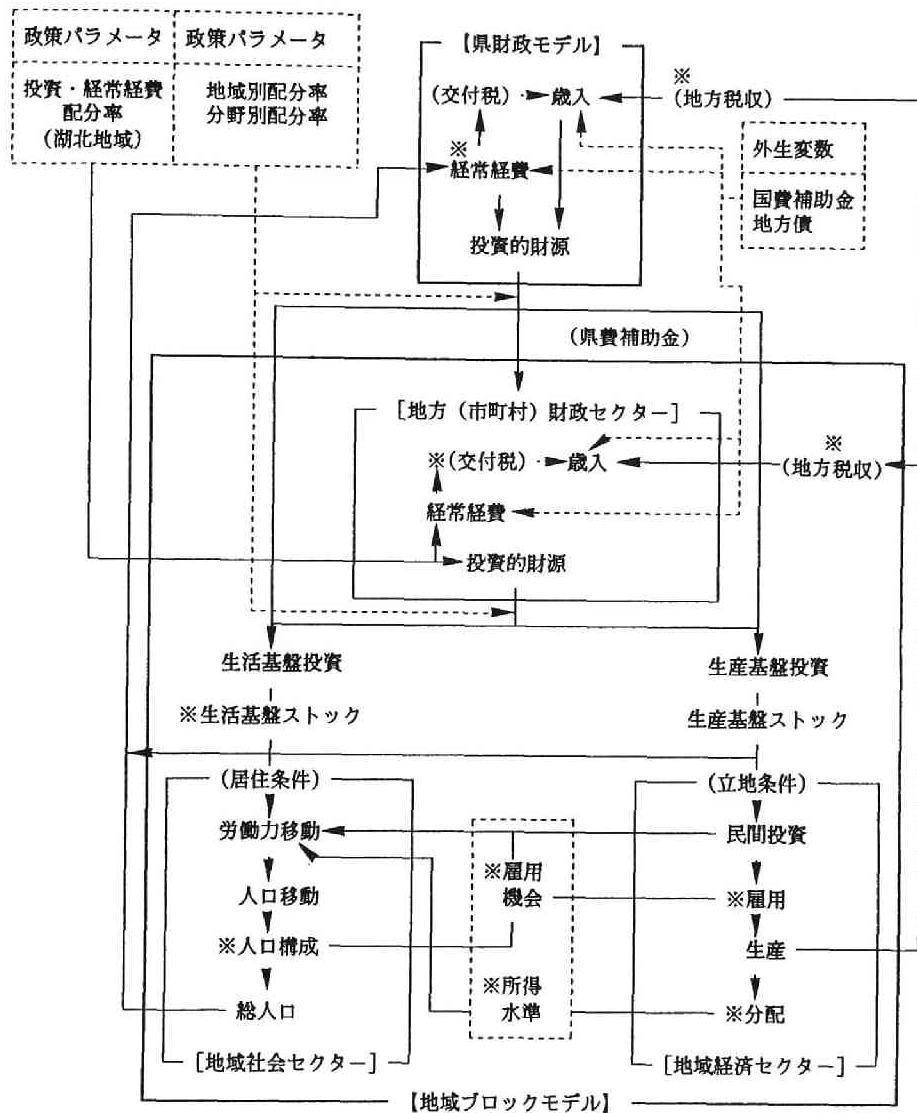 政策パラメータ
投資・経常経費
配分率
(湖北地域)
政策パラメータ
地域別配分率
分野別配分率
【県財政モデル】
(交付税)
歳入
※
(地方税収)
※
経常経費
投資的財源
外生変数
国費補助金
地方債
(県費補助金)
[地方(市町村)財政セクター]
※(交付税)
歳入
※
(地方税収)
経常経費
投資的財源
生活基盤投資
生産基盤投資
※生活基盤ストック
生産基盤ストック
(居住条件)
(立地条件)
労働力移動
民間投資
※雇用
機会
人口移動
※雇用
※人口構成
生産
※所得
水準
総人口
※分配
[地域社会セクター]
[地域経済セクター]
【地域ブロックモデル】